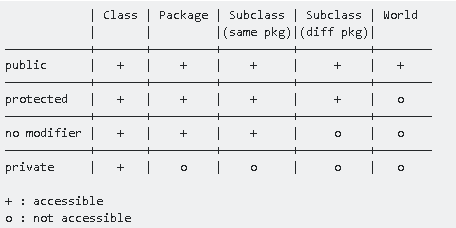 | Class | Package | Subclass | Subclass | World
| | |(same pkg)|(diff pkg)|
public | + | + | + | + | +
protected | + | + | + | + | o
no modifier | + | + | + | o | o
private | + | o | o | o | o
+ : accessible
o : not accessible